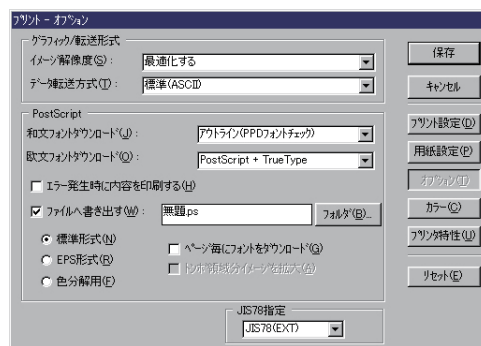 ﾌﾟﾘﾝﾄ - ｵﾌﾟｼｮﾝ
ｸﾞﾗﾌｨｯｸ/転送形式
ｲﾒｰｼﾞ解像度(S)：
最適化する
ﾃﾞｰﾀ転送方式(T)：
標準(ASCII)
PostScript
和文ﾌｫﾝﾄﾀﾞｳﾝﾛｰﾄﾞ(J)：
ｱｳﾄﾗｲﾝ(PPDﾌｫﾝﾄﾁｪｯｸ)
欧文ﾌｫﾝﾄﾀﾞｳﾝﾛｰﾄﾞ(O)：
PostScript + TrueType
ｴﾗｰ発生時に内容を印刷する(H)
ﾌｧｲﾙへ書き出す(W)：
無題.ps
ﾌｫﾙﾀﾞ(B)...
標準形式(N)
EPS形式(R)
色分解用(F)
ﾍﾟｰｼﾞ毎にﾌｫﾝﾄをﾀﾞｳﾝﾛｰﾄﾞ(G)
ﾄﾝﾎﾞ領域分ｲﾒｰｼﾞを拡大(A)
JIS78指定
JIS78(EXT)
保存
ｷｬﾝｾﾙ
ﾌﾟﾘﾝﾄ設定(D)
用紙設定(P)
ｵﾌﾟｼｮﾝ(I)
ｶﾗｰ(C)
ﾌﾟﾘﾝﾀ特性(U)
ﾘｾｯﾄ(E)